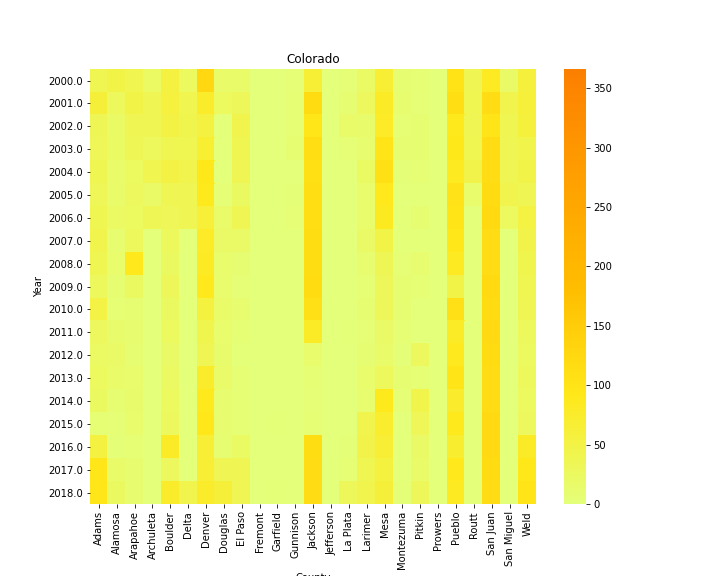 Colorado
Year
2000.0
2001.0
2002.0
2003.0
2004.0
2005.0
2006.0
2007.0
2008.0
2009.0
2010.0
2011.0
2012.0
2013.0
2014.0
2015.0
2016.0
2017.0
2018.0
Adams
Alamosa
Arapahoe
Archuleta
Boulder
Delta
Denver
Douglas
El Paso
Fremont
Garfield
Gunnison
Jackson
Jefferson
La Plata
Larimer
Mesa
Montezuma
Pitkin
Prowers
Pueblo
Routt
San Juan
San Miguel
Weld
County
350
300
250
200
150
100
50
0